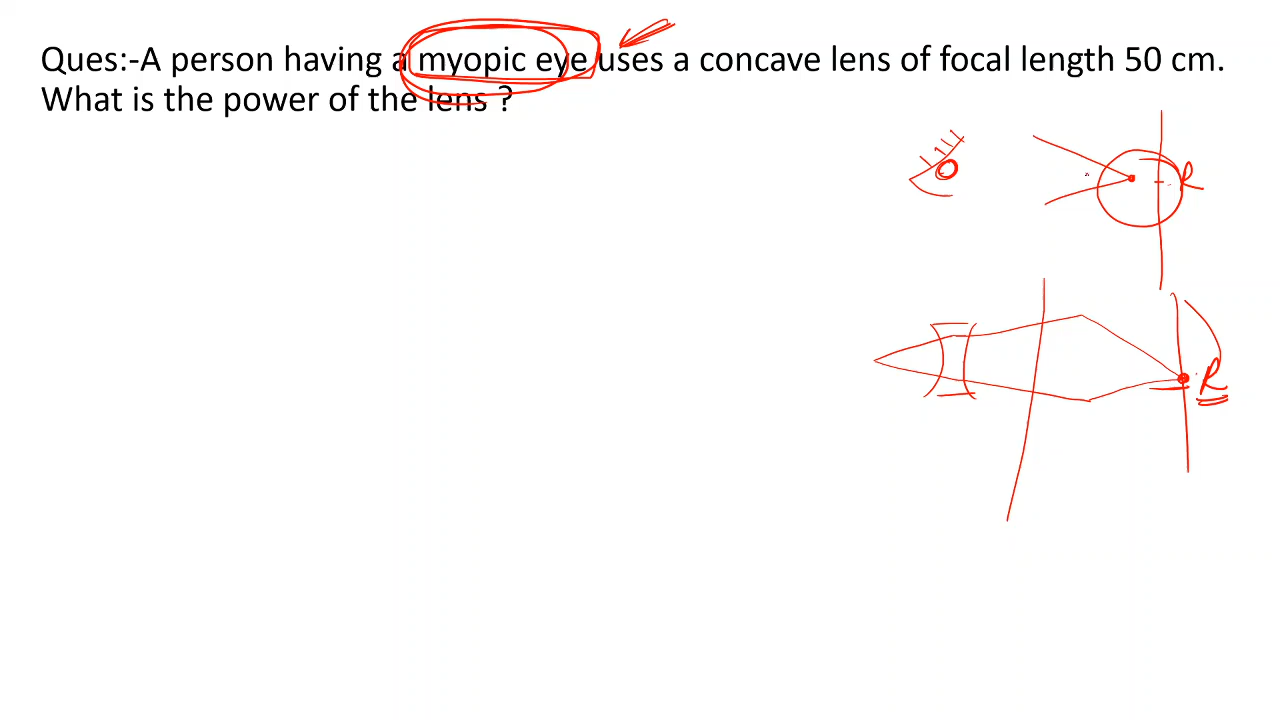 Ques:-A person having a myopic eye uses a concave lens of focal length 50 cm.
What is the power of the lens ?
R
R